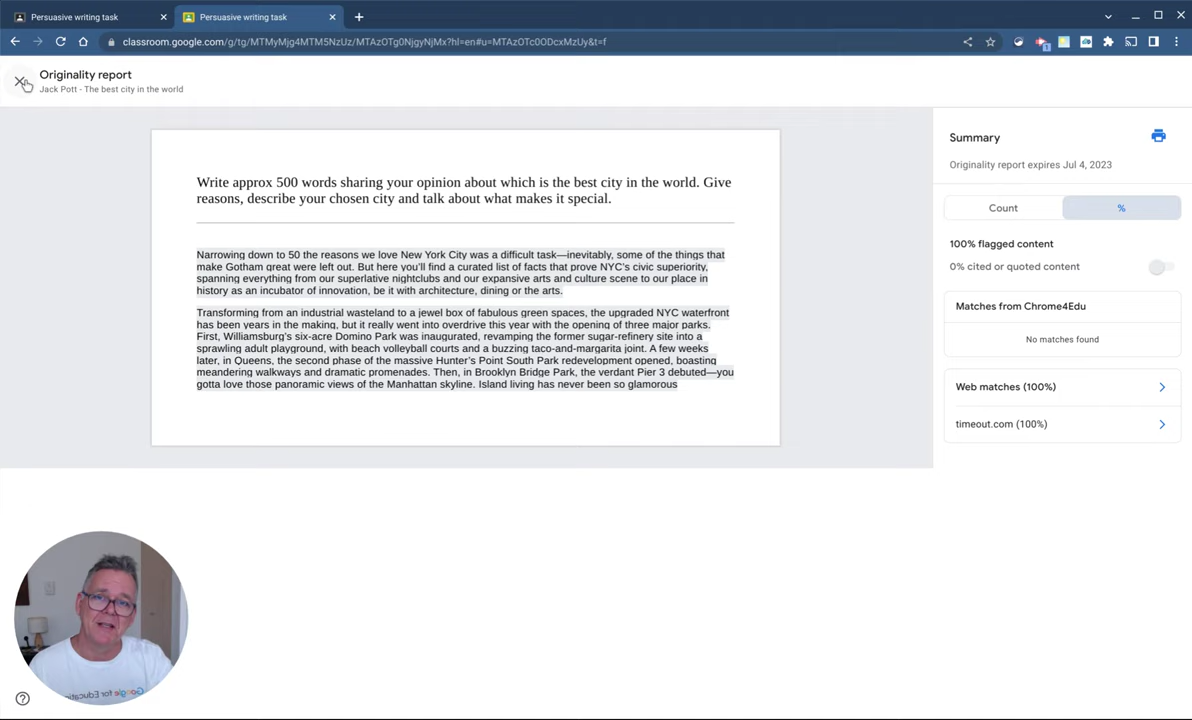 Persuasive writing task
Persuasive writing task
classroom.google.com/g/tg/MTMyMjg4MTM5NzUz/MTAzOTg0NjgyNjMx?hl=en#u=MTAzOTc0ODcxMzUy&t=f
Originality report
Jack Pott - The best city in the world
Write approx 500 words sharing your opinion about which is the best city in the world. Give
reasons, describe your chosen city and talk about what makes it special.
Narrowing down to 50 the reasons we love New York City was a difficult task—inevitably, some of the things that
make Gotham great were left out. But here you'll find a curated list of facts that prove NYC's civic superiority,
spanning everything from our superlative nightclubs and our expansive arts and culture scene to our place in
history as an incubator of innovation, be it with architecture, dining or the arts.
Transforming from an industrial wasteland to a jewel box of fabulous green spaces, the upgraded NYC waterfront
has been years in the making, but it really went into overdrive this year with the opening of three major parks.
First, Williamsburg's six-acre Domino Park was inaugurated, revamping the former sugar-refinery site into a
sprawling adult playground, with beach volleyball courts and a buzzing taco-and-margarita joint. A few weeks
later, in Queens, the second phase of the massive Hunter's Point South Park redevelopment opened, boasting
meandering walkways and dramatic promenades. Then, in Brooklyn Bridge Park, the verdant Pier 3 debuted—you
gotta love those panoramic views of the Manhattan skyline. Island living has never been so glamorous
Summary
Originality report expires Jul 4, 2023
Count
%
100% flagged content
0% cited or quoted content
Matches from Chrome4Edu
No matches found
Web matches (100%)
timeout.com (100%)
Google for Education